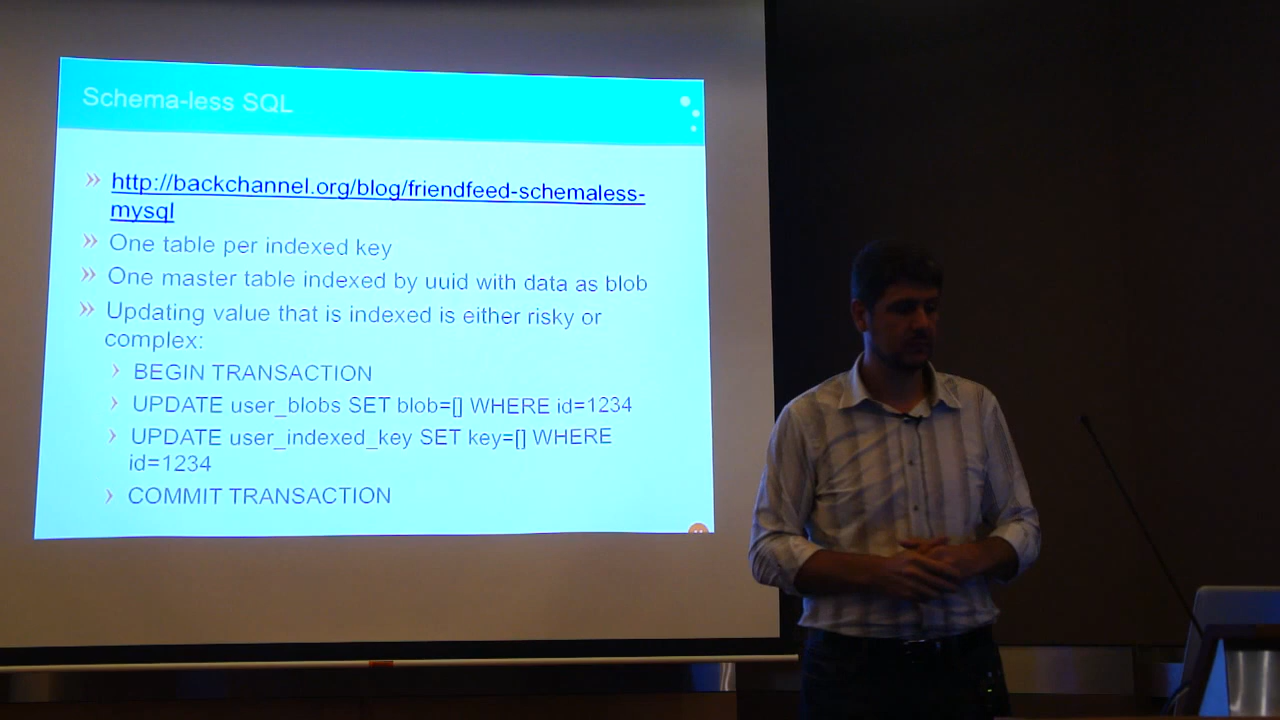 Schema-less SQL
» http://backchannel.org/blog/friendfeed-schemaless-
mysql
» One table per indexed key
» One master table indexed by uuid with data as blob
» Updating value that is indexed is either risky or
complex:
› BEGIN TRANSACTION
› UPDATE user_blobs SET blob=[] WHERE id=1234
› UPDATE user_indexed_key SET key=[] WHERE
id=1234
› COMMIT TRANSACTION